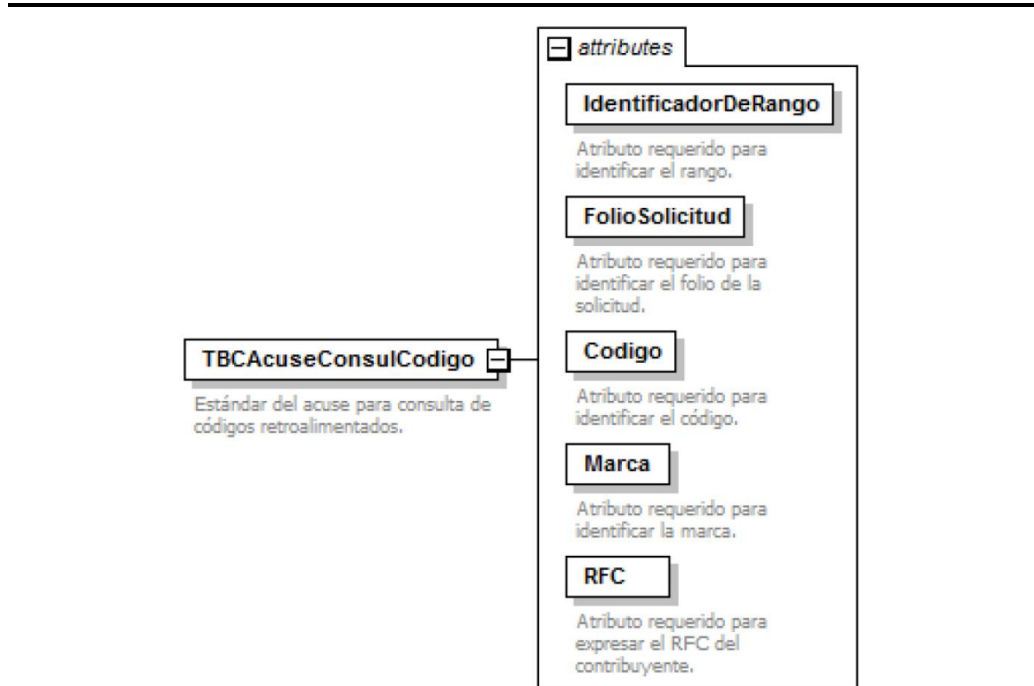 attributes
IdentificadorDeRango
Atributo requerido para
identificar el rango.
FolioSolicitud
Atributo requerido para
identificar el folio de la
solicitud.
Codigo
Atributo requerido para
identificar el código.
TBCAcuseConsulCodigo
Estándar del acuse para consulta de
códigos retroalimentados.
Marca
Atributo requerido para
identificar la marca.
RFC
Atributo requerido para
expresar el RFC del
contribuyente.